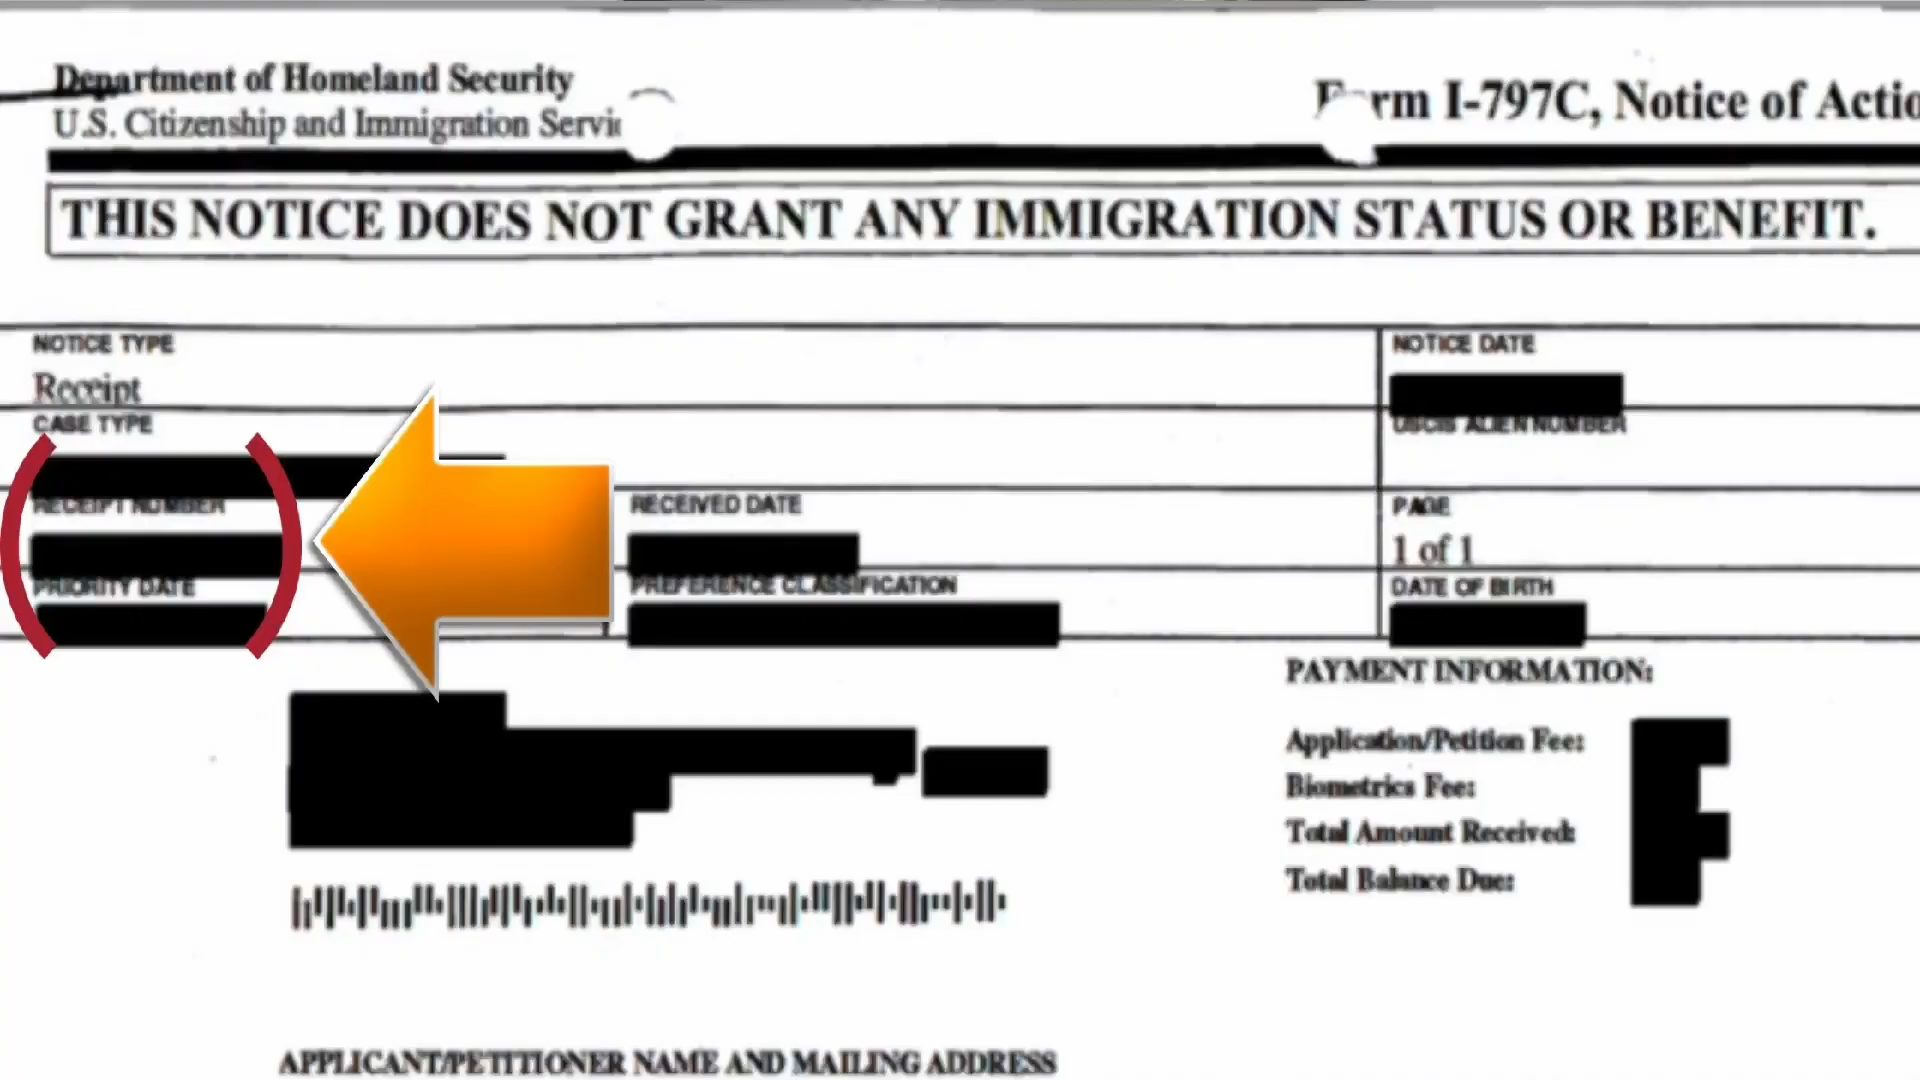 Department of Homeland Security
U.S. Citizenship and Immigration Servi
Form I-797C, Notice of Actio
THIS NOTICE DOES NOT GRANT ANY IMMIGRATION STATUS OR BENEFIT.
NOTICE TYPE
Receipt
NOTICE DATE
CASE TYPE
USCIS ALIEN NUMBER
RECEIPT NUMBER
RECEIVED DATE
PAGE
1 of 1
PRIORITY DATE
PREFERENCE CLASSIFICATION
DATE OF BIRTH
PAYMENT INFORMATION:
Application/Petition Fee:
Biometrics Fee:
Total Amount Received:
Total Balance Due:
APPLICANT/PETITIONER NAME AND MAILING ADDRESS